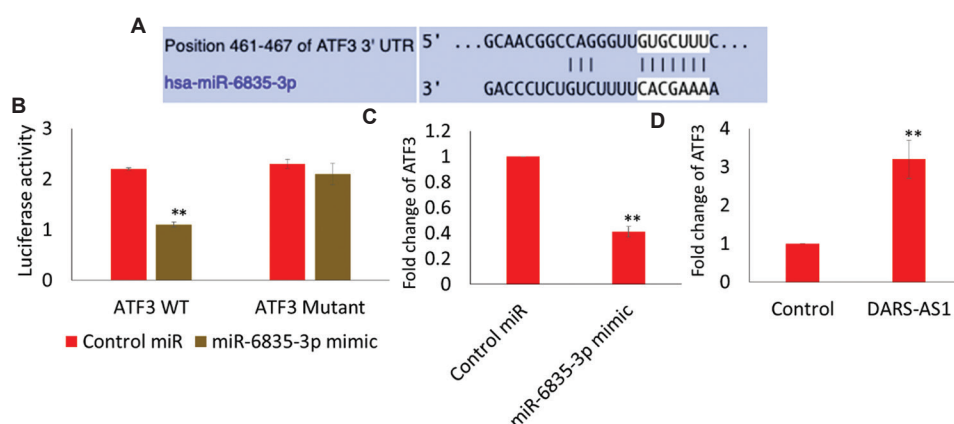 A
Position 461-467 of ATF3 3' UTR
5' ...GCAACGGCCAGGGUUGUGCUUUC...
hsa-miR-6835-3p
3' GACCCUCUGUCUUUUCACGAAAA
B
Luciferase activity
3
2
1
0
**
ATF3 WT
ATF3 Mutant
Control miR
miR-6835-3p mimic
C
Fold change of ATF3
1.2
1
0.8
0.6
0.4
0.2
0
**
Control miR
miR-6835-3p mimic
D
Fold change of ATF3
4
3
2
1
0
**
Control
DARS-AS1